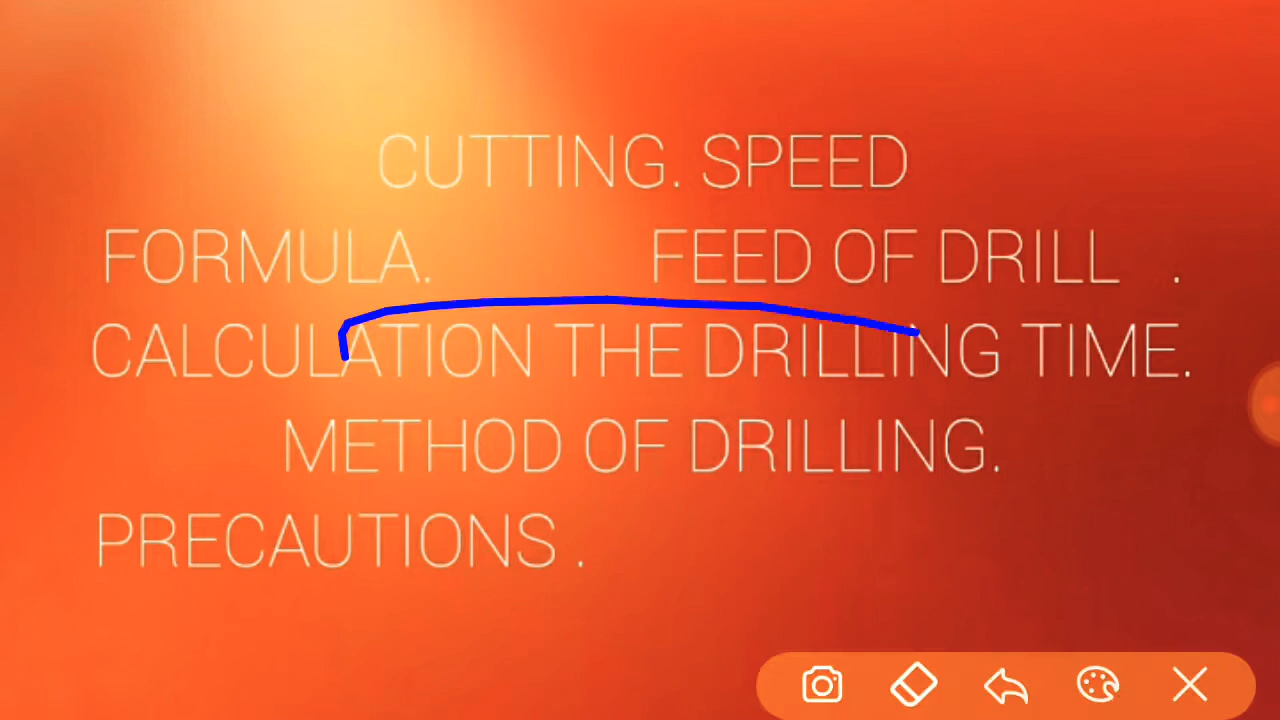 CUTTING. SPEED
FORMULA. FEED OF DRILL .
CALCULATION THE DRILLING TIME.
METHOD OF DRILLING.
PRECAUTIONS .